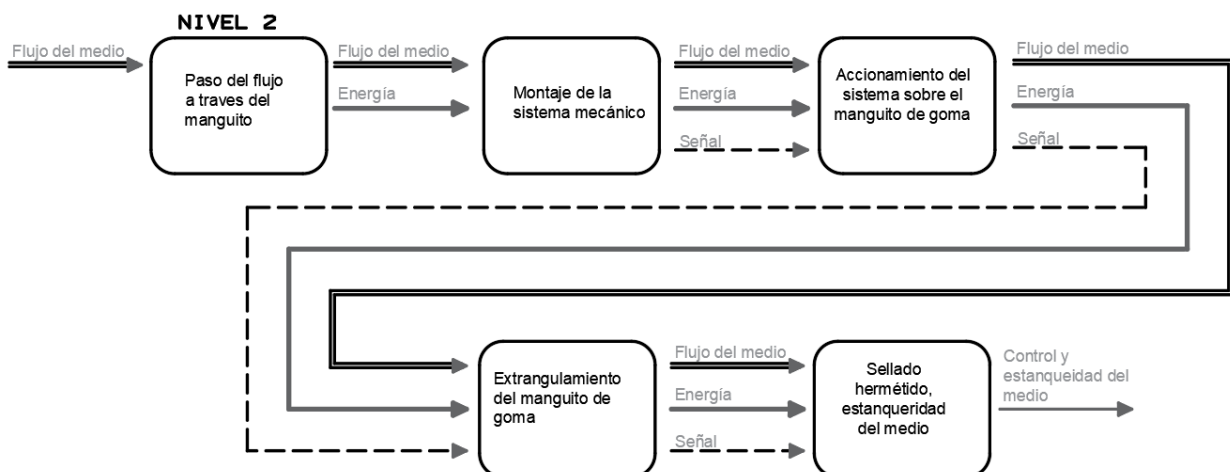 NIVEL 2
Flujo del medio
Paso del flujo
a traves del
manguito
Flujo del medio
Energía
Montaje de la
sistema mecánico
Flujo del medio
Energía
Señal
Accionamiento del
sistema sobre el
manguito de goma
Flujo del medio
Energía
Señal
Extrangulamiento
del manguito de
goma
Flujo del medio
Energía
Señal
Sellado
hermétido,
estanqueridad
del medio
Control y
estanqueidad del
medio